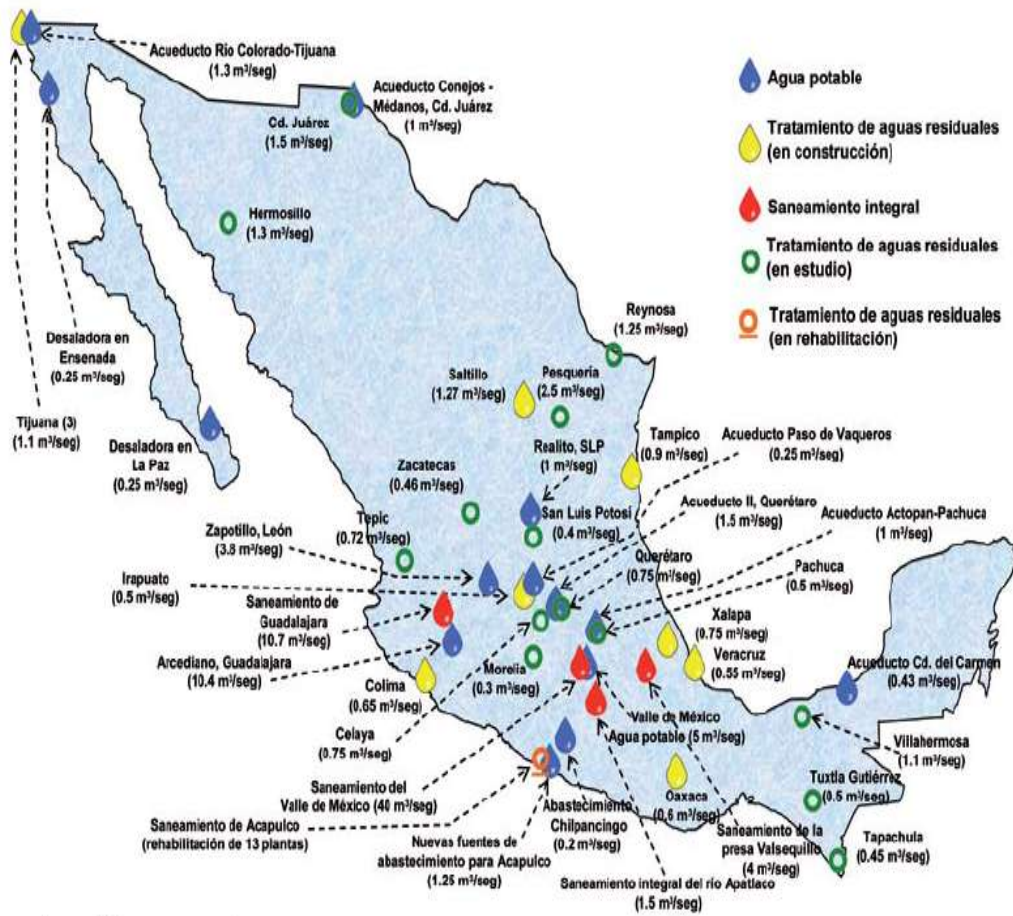 Acueducto Rio Colorado-Tijuana
(1.3 m³/seg)
Acueducto Conejos -
Médanos, Cd. Juárez
(1 m³/seg)
Cd. Juárez
(1.5 m³/seg)
Hermosillo
(1.3 m³/seg)
Agua potable
Tratamiento de aguas residuales
(en construcción)
Saneamiento integral
Tratamiento de aguas residuales
(en estudio)
Tratamiento de aguas residuales
(en rehabilitación)
Desaladora en
Ensenada
(0.25 m³/seg)
Tijuana (3)
(1.1 m³/seg)
Desaladora en
La Paz
(0.25 m³/seg)
Reynosa
(1.25 m³/seg)
Saltillo
(1.27 m³/seg)
Pesquería
(2.5 m³/seg)
Realito, SLP
(1 m³/seg)
Tampico
(0.9 m³/seg)
Acueducto Paso de Vaqueros
(0.25 m³/seg)
Zacatecas
(0.46 m³/seg)
San Luis Potosí
(0.4 m³/seg)
Acueducto II, Querétaro
(1.5 m³/seg)
Acueducto Actopan-Pachuca
(1 m³/seg)
Tepic
(0.72 m³/seg)
Zapotillo, León
(3.8 m³/seg)
Querétaro
(0.75 m³/seg)
Pachuca
(0.5 m³/seg)
Irapuato
(0.5 m³/seg)
Saneamiento de
Guadalajara
(10.7 m³/seg)
Xalapa
(0.75 m³/seg)
Veracruz
(0.55 m³/seg)
Arcediano, Guadalajara
(10.4 m³/seg)
Colima
(0.65 m³/seg)
Morelia
(0.3 m³/seg)
Acueducto Cd. del Carmen
(0.43 m³/seg)
Celaya
(0.75 m³/seg)
Valle de México
Agua potable (5 m³/seg)
Villahermosa
(1.1 m³/seg)
Saneamiento del
Valle de México (40 m³/seg)
Tuxtla Gutiérrez
(0.5 m³/seg)
Saneamiento de Acapulco
(rehabilitación de 13 plantas)
Nuevas fuentes de
abastecimiento para Acapulco
(1.25 m³/seg)
Abastecimiento
Chilpancingo
(0.2 m³/seg)
Oaxaca
(0.6 m³/seg)
Saneamiento de la
presa Valsequillo
(4 m³/seg)
Tapachula
(0.45 m³/seg)
Saneamiento integral del río Apatlaco
(1.5 m³/seg)